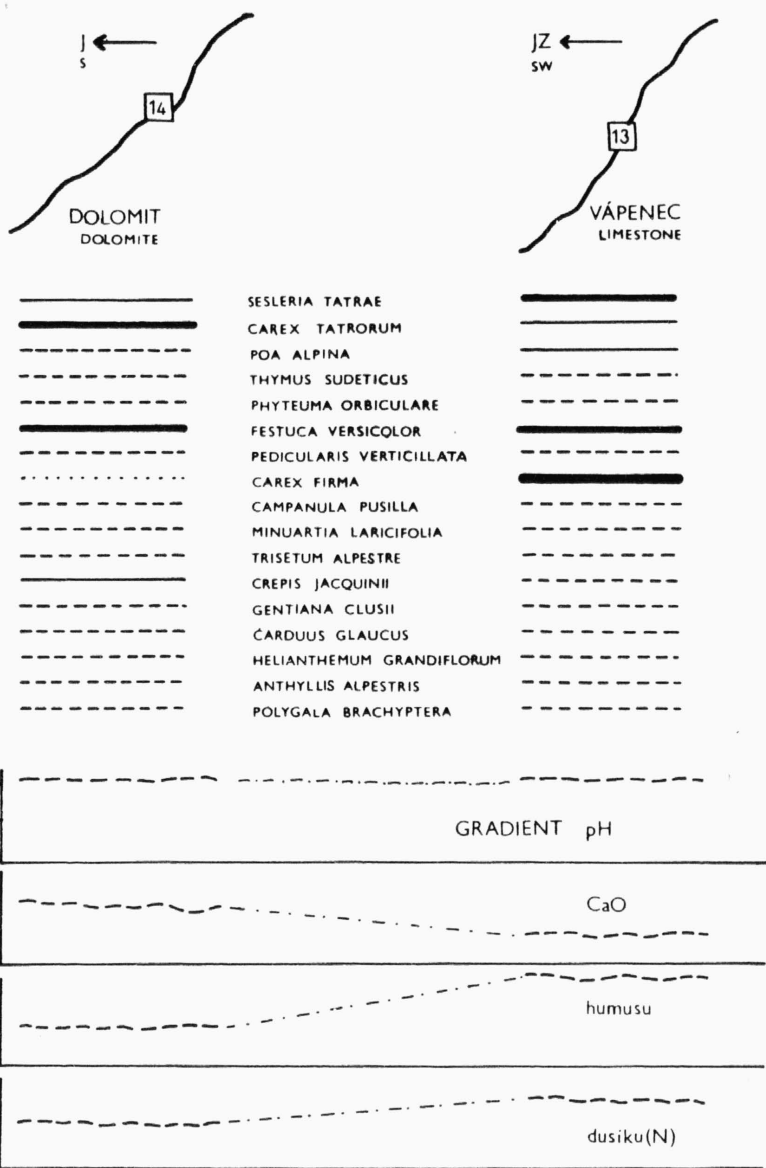 J
S
14
DOLOMIT
DOLOMITE
JZ
SW
13
VÁPENEC
LIMESTONE
SESLERIA TATRAE
CAREX TATRORUM
POA ALPINA
THYMUS SUDETICUS
PHYTEUMA ORBICULARE
FESTUCA VERSICOLOR
PEDICULARIS VERTICILLATA
CAREX FIRMA
CAMPANULA PUSILLA
MINUARTIA LARICIFOLIA
TRISETUM ALPESTRE
CREPIS JACQUINII
GENTIANA CLUSII
CARDUUS GLAUCUS
HELIANTHEMUM GRANDIFLORUM
ANTHYLLIS ALPESTRIS
POLYGALA BRACHYPTERA
GRADIENT pH
CaO
humusu
dusiku(N)